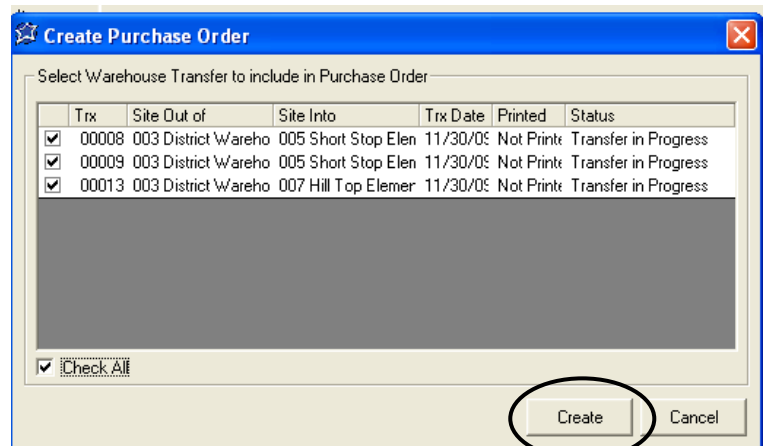 Create Purchase Order
Select Warehouse Transfer to include in Purchase Order
Trx Site Out of Site Into Trx Date Printed Status
00008 003 District Wareho 005 Short Stop Elen 11/30/09 Not Printe Transfer in Progress
00009 003 District Wareho 005 Short Stop Elen 11/30/09 Not Printe Transfer in Progress
00013 003 District Wareho 007 Hill Top Elemer 11/30/09 Not Printe Transfer in Progress
Check All
Create Cancel